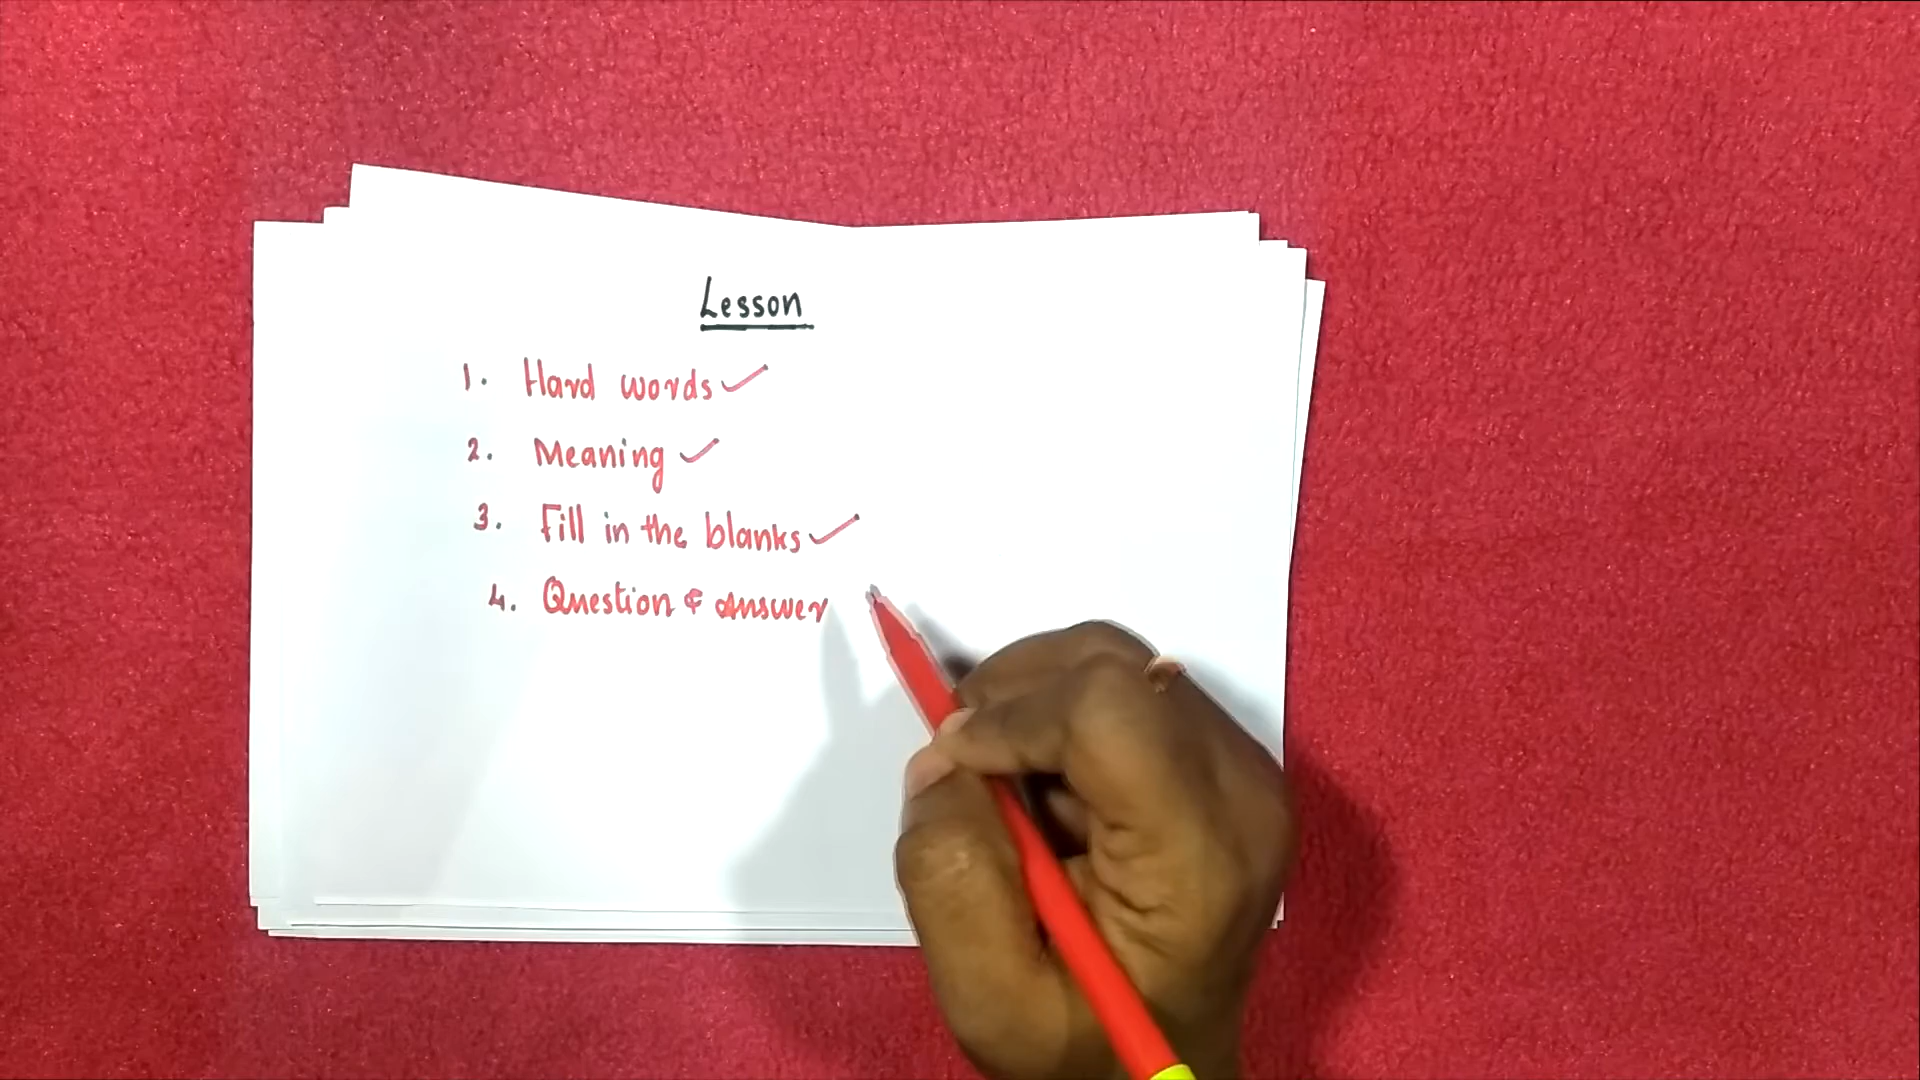 Lesson
1. Hard words ✓
2. Meaning ✓
3. Fill in the blanks ✓
4. Question & answer